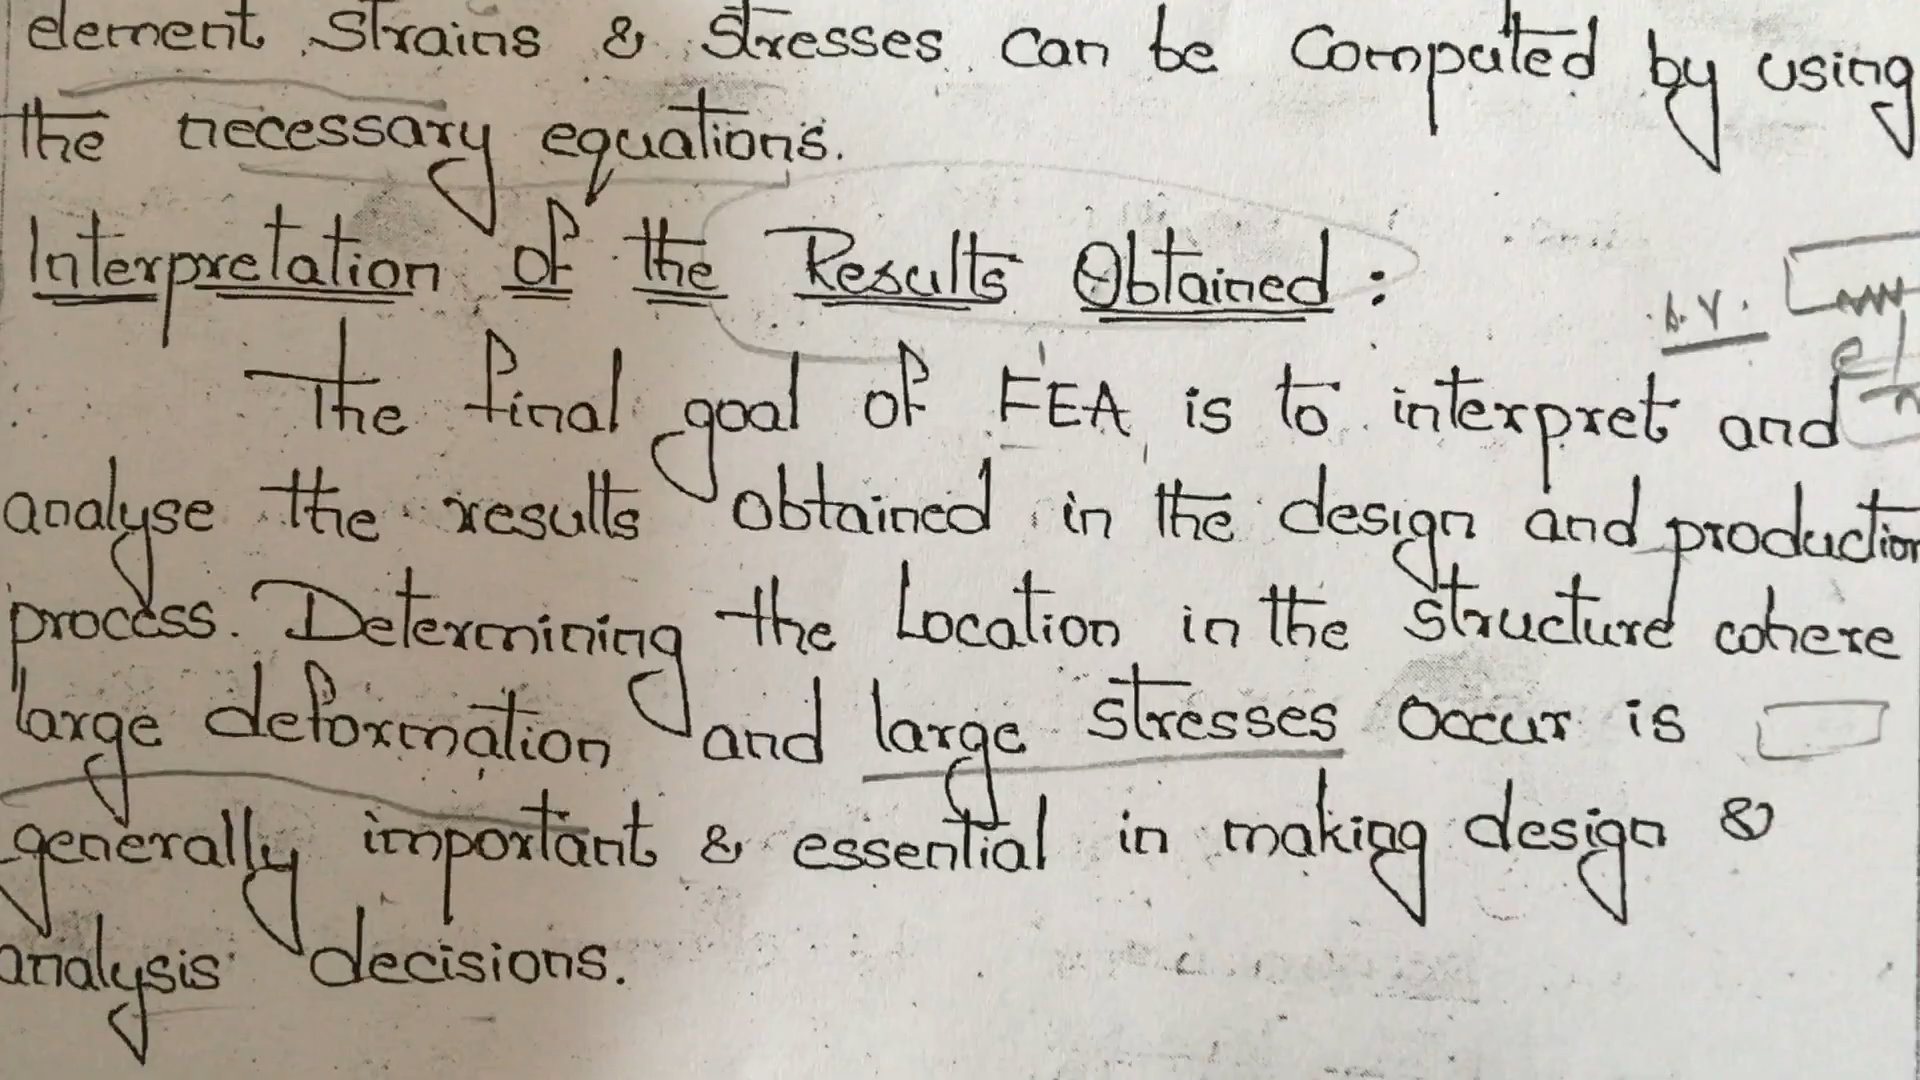 element strains & stresses can be computed by using
the necessary equations.
Interpretation of the Results Obtained :
The final goal of FEA is to interpret and
analyse the results obtained in the design and production
process. Determining the Location in the structure where
large deformation and large stresses occur is
generally important & essential in making design &
analysis decisions.